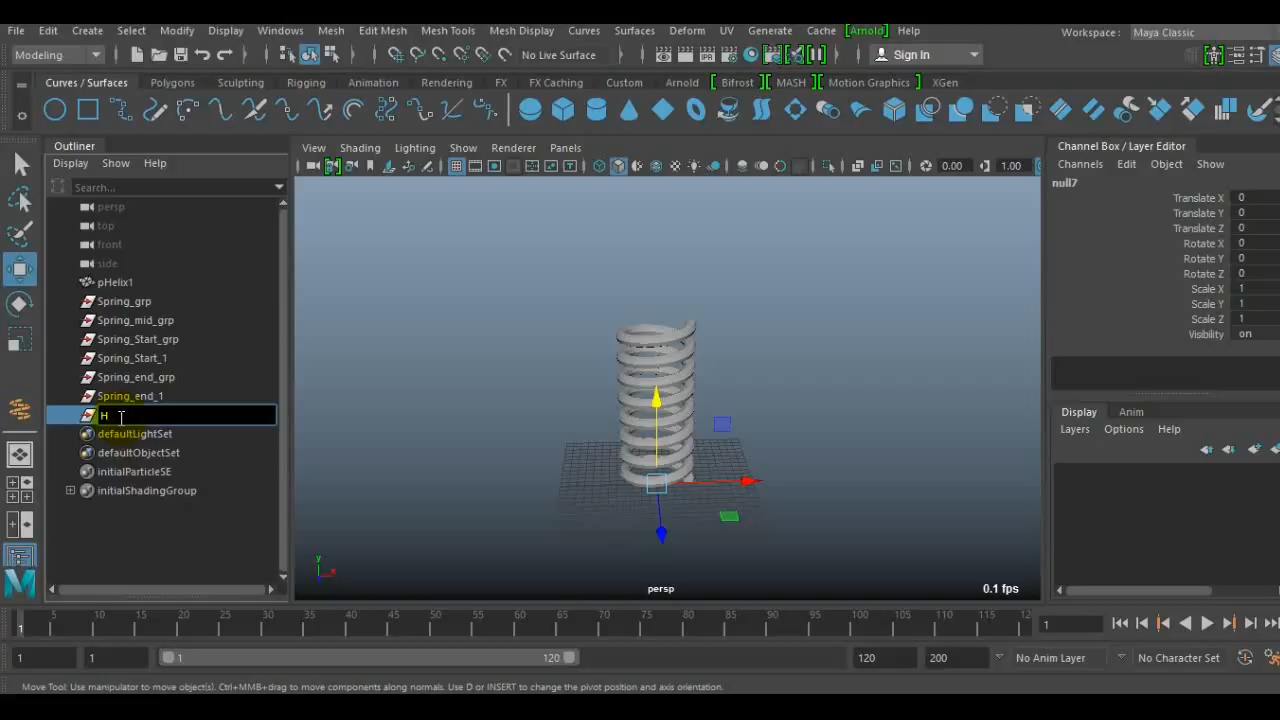 File Edit Create Select Modify Display Windows Mesh Edit Mesh Mesh Tools Mesh Display Curves Surfaces Deform UV Generate Cache [Arnold] Help Workspace: Maya Classic
Modeling No Live Surface Sign In
Curves / Surfaces Polygons Sculpting Rigging Animation Rendering FX FX Caching Custom Arnold Bifrost MASH Motion Graphics XGen
Outliner
Display Show Help
Search...
persp
top
front
side
pHelix1
Spring_grp
Spring_mid_grp
Spring_Start_grp
Spring_Start_1
Spring_end_grp
Spring_end_1
H
defaultLightSet
defaultObjectSet
initialParticleSE
initialShadingGroup
View Shading Lighting Show Renderer Panels
0.00 1.00
y
x
persp
0.1 fps
Channel Box / Layer Editor
Channels Edit Object Show
null7
Translate X 0
Translate Y 0
Translate Z 0
Rotate X 0
Rotate Y 0
Rotate Z 0
Scale X 1
Scale Y 1
Scale Z 1
Visibility on
Display Anim
Layers Options Help
5 10 15 20 25 30 35 40 45 50 55 60 65 70 75 80 85 90 95 100 105 110 115 12
1 1
1 1 1 120 120 200 No Anim Layer No Character Set
Move Tool: Use manipulator to move object(s). Ctrl+MMB+drag to move components along normals. Use D or INSERT to change the pivot position and axis orientation.